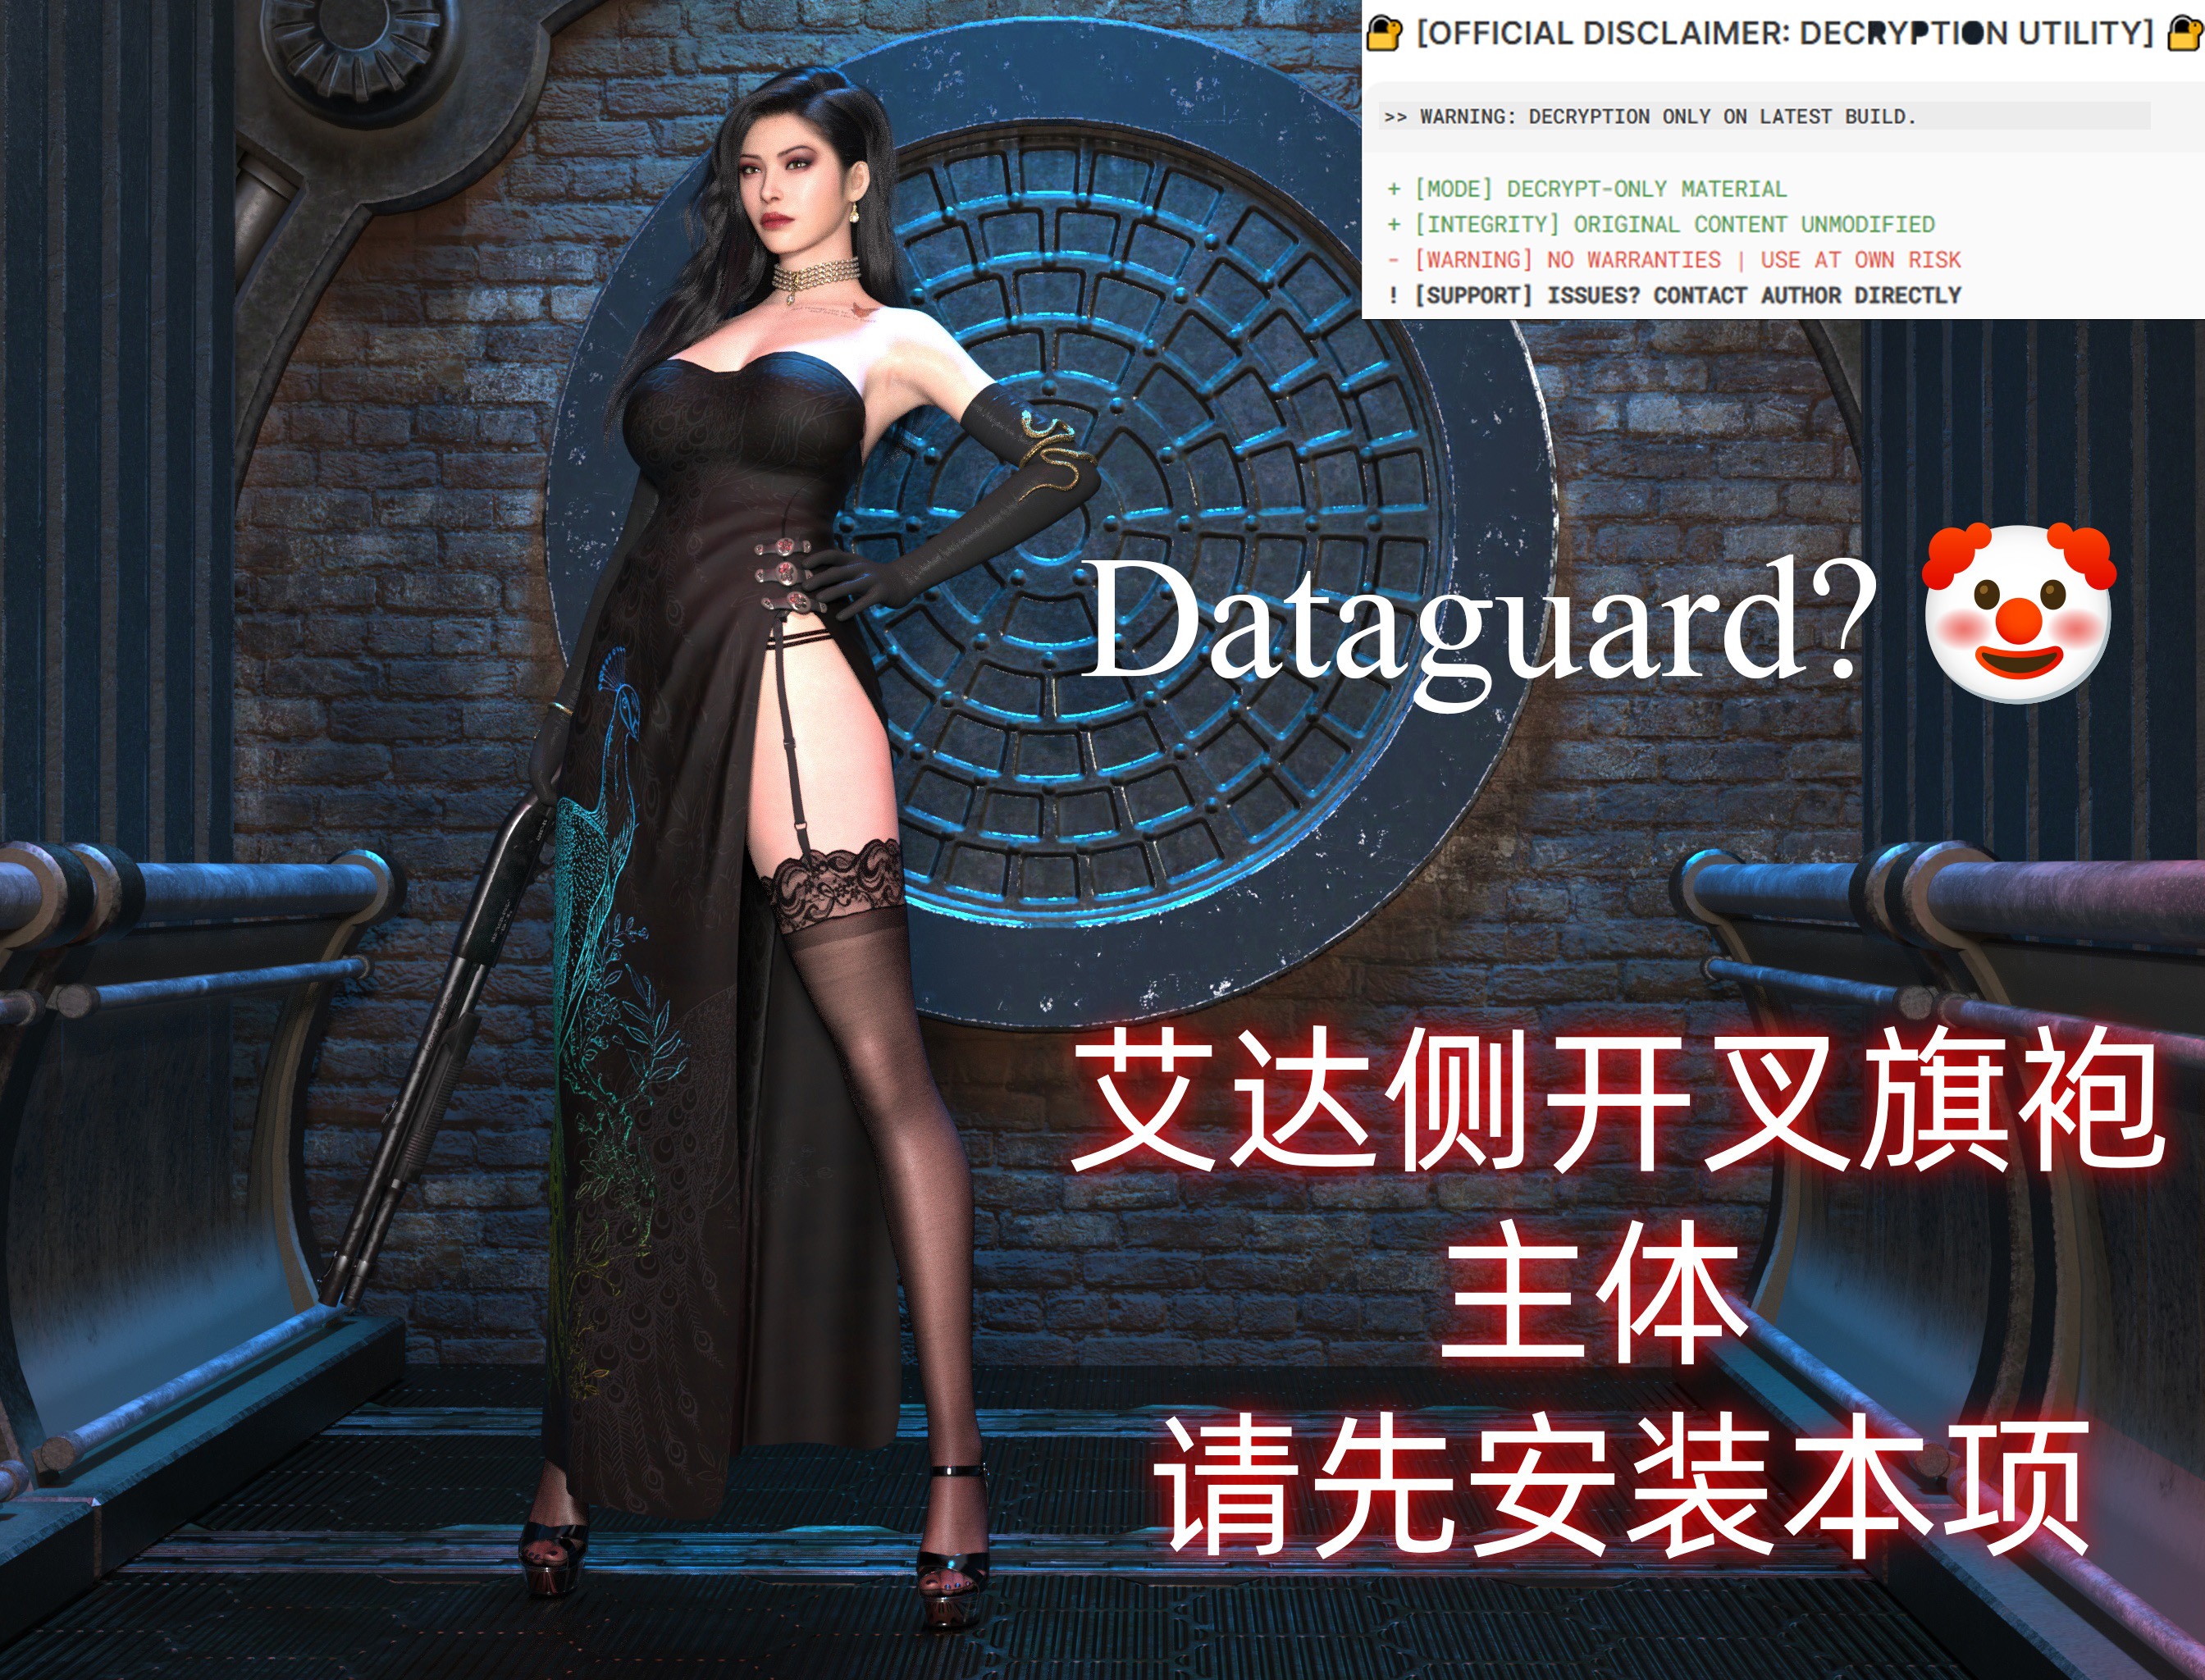 [OFFICIAL DISCLAIMER: DECRYPTION UTILITY]
>> WARNING: DECRYPTION ONLY ON LATEST BUILD.
+ [MODE] DECRYPT-ONLY MATERIAL
+ [INTEGRITY] ORIGINAL CONTENT UNMODIFIED
- [WARNING] NO WARRANTIES | USE AT OWN RISK
! [SUPPORT] ISSUES? CONTACT AUTHOR DIRECTLY
Dataguard?
艾达侧开叉旗袍
主体
请先安装本项